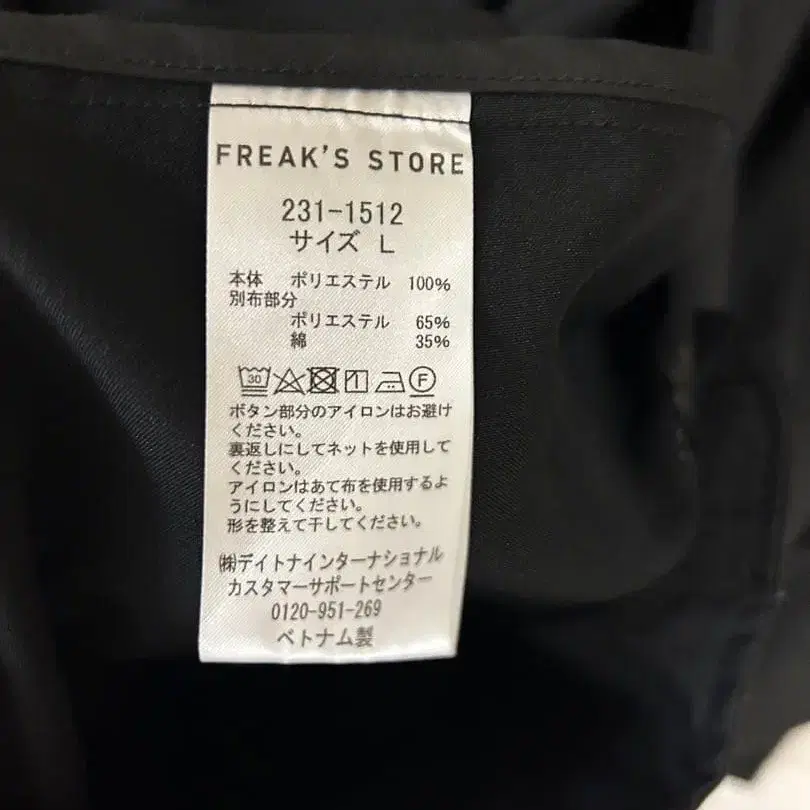 FREAK'S STORE
231-1512
サイズ L
本体 ポリエステル 100%
別布部分
ポリエステル 65%
綿 35%
30 F
ボタン部分のアイロンはお避け
ください。
裏返しにしてネットを使用して
ください。
アイロンはあて布を使用するよ
うにしてください。
形を整えて干してください。
㈱デイトナインターナショナル
カスタマーサポートセンター
0120-951-269
ベトナム製